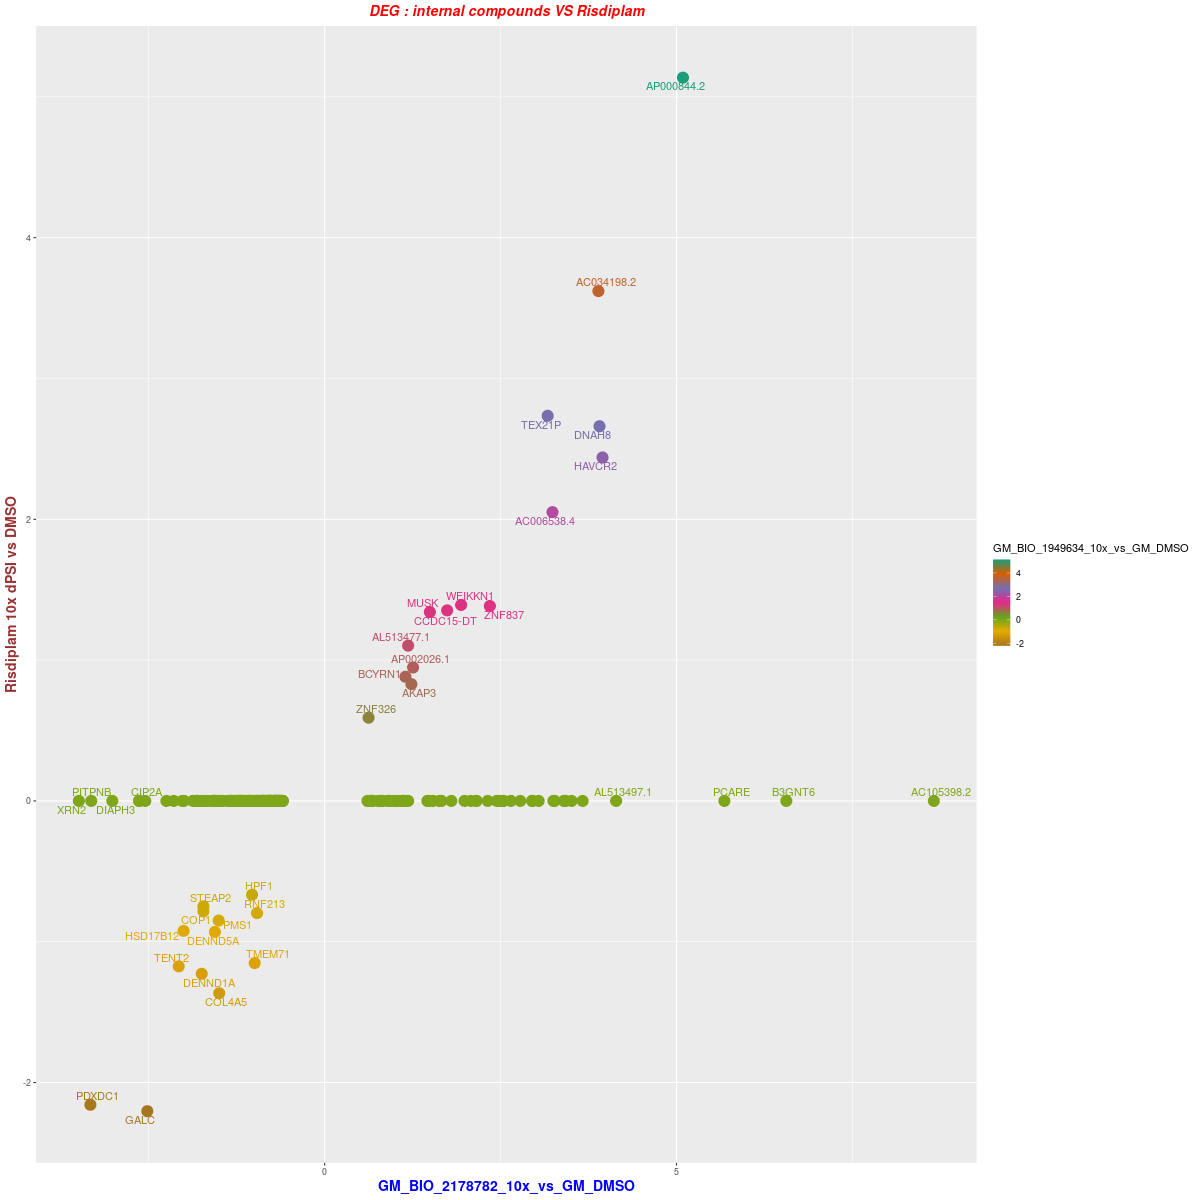 DEG : internal compounds VS Risdiplam
AP000844.2
4
AC034198.2
TEX21P
DNAH8
HAVCR2
2
AC006538.4
Risdiplam 10x dPSI vs DMSO
GM_BIO_1949634_10x_vs_GM_DMSO
4
2
0
-2
WFIKKN1
MUSK
ZNF837
CCDC15-DT
AL513477.1
AP002026.1
BCYRN1
AKAP3
ZNF326
PITPNB
CIP2A
AL513497.1
PCARE
B3GNT6
AC105398.2
0
XRN2
DIAPH3
HPF1
STEAP2
RNF213
COP1
PMS1
HSD17B12
DENND5A
TMEM71
TENT2
DENND1A
COL4A5
-2
PDXDC1
GALC
0
5
GM_BIO_2178782_10x_vs_GM_DMSO